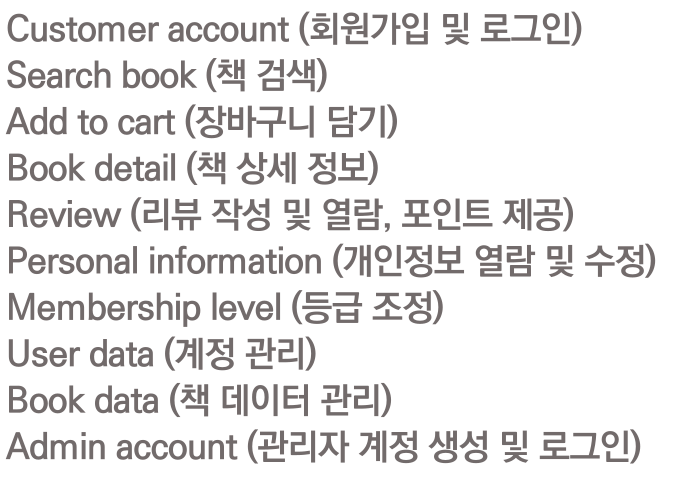 Customer account (회원가입 및 로그인)
Search book (책 검색)
Add to cart (장바구니 담기)
Book detail (책 상세 정보)
Review (리뷰 작성 및 열람, 포인트 제공)
Personal information (개인정보 열람 및 수정)
Membership level (등급 조정)
User data (계정 관리)
Book data (책 데이터 관리)
Admin account (관리자 계정 생성 및 로그인)